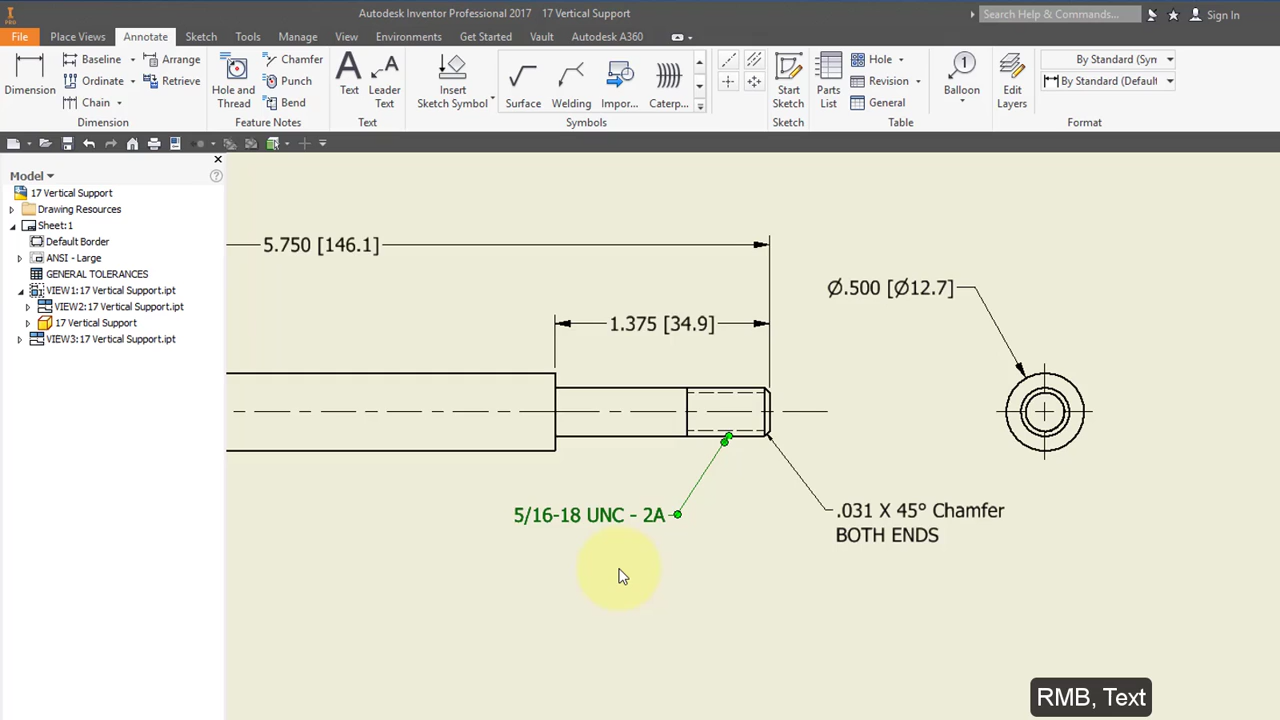 PRO
Autodesk Inventor Professional 2017 17 Vertical Support
Search Help & Commands...
Sign In
File Place Views Annotate Sketch Tools Manage View Environments Get Started Vault Autodesk A360
Dimension
Baseline
Ordinate
Chain
Arrange
Retrieve
Dimension
Hole and Thread
Chamfer
Punch
Bend
Feature Notes
Text
Leader Text
Text
Insert Sketch Symbol
Surface
Welding
Impor...
Caterp...
Symbols
Start Sketch
Sketch
Parts List
Hole
Revision
General
Table
Balloon
Edit Layers
By Standard (Syn
By Standard (Default
Format
Model
17 Vertical Support
Drawing Resources
Sheet:1
Default Border
ANSI - Large
GENERAL TOLERANCES
VIEW1:17 Vertical Support.ipt
VIEW2:17 Vertical Support.ipt
17 Vertical Support
VIEW3:17 Vertical Support.ipt
5.750 [146.1]
1.375 [34.9]
Ø.500 [Ø12.7]
5/16-18 UNC - 2A
.031 X 45° Chamfer
BOTH ENDS
RMB, Text